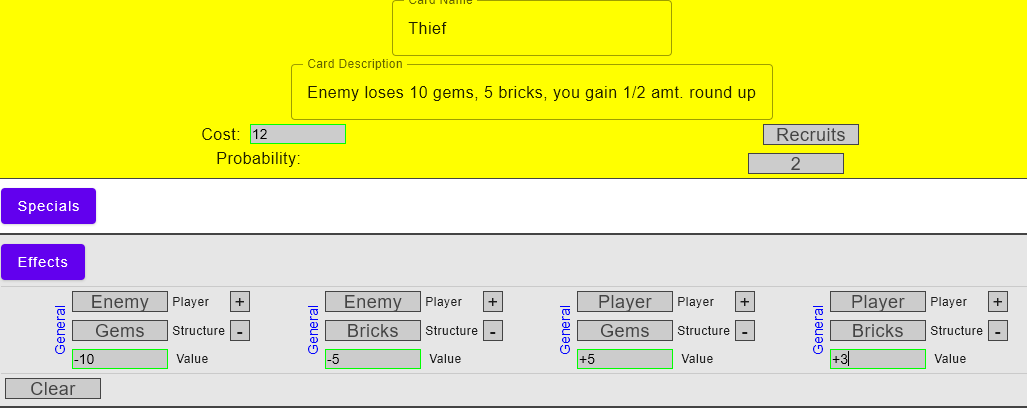 Card Name
Thief
Card Description
Enemy loses 10 gems, 5 bricks, you gain 1/2 amt. round up
Cost: 12 Recruits
Probability: 2
Specials
Effects
General Enemy Player + General Enemy Player + General Player Player + General Player Player +
Gems Structure - Bricks Structure - Gems Structure - Bricks Structure -
-10 Value -5 Value +5 Value +3 Value
Clear